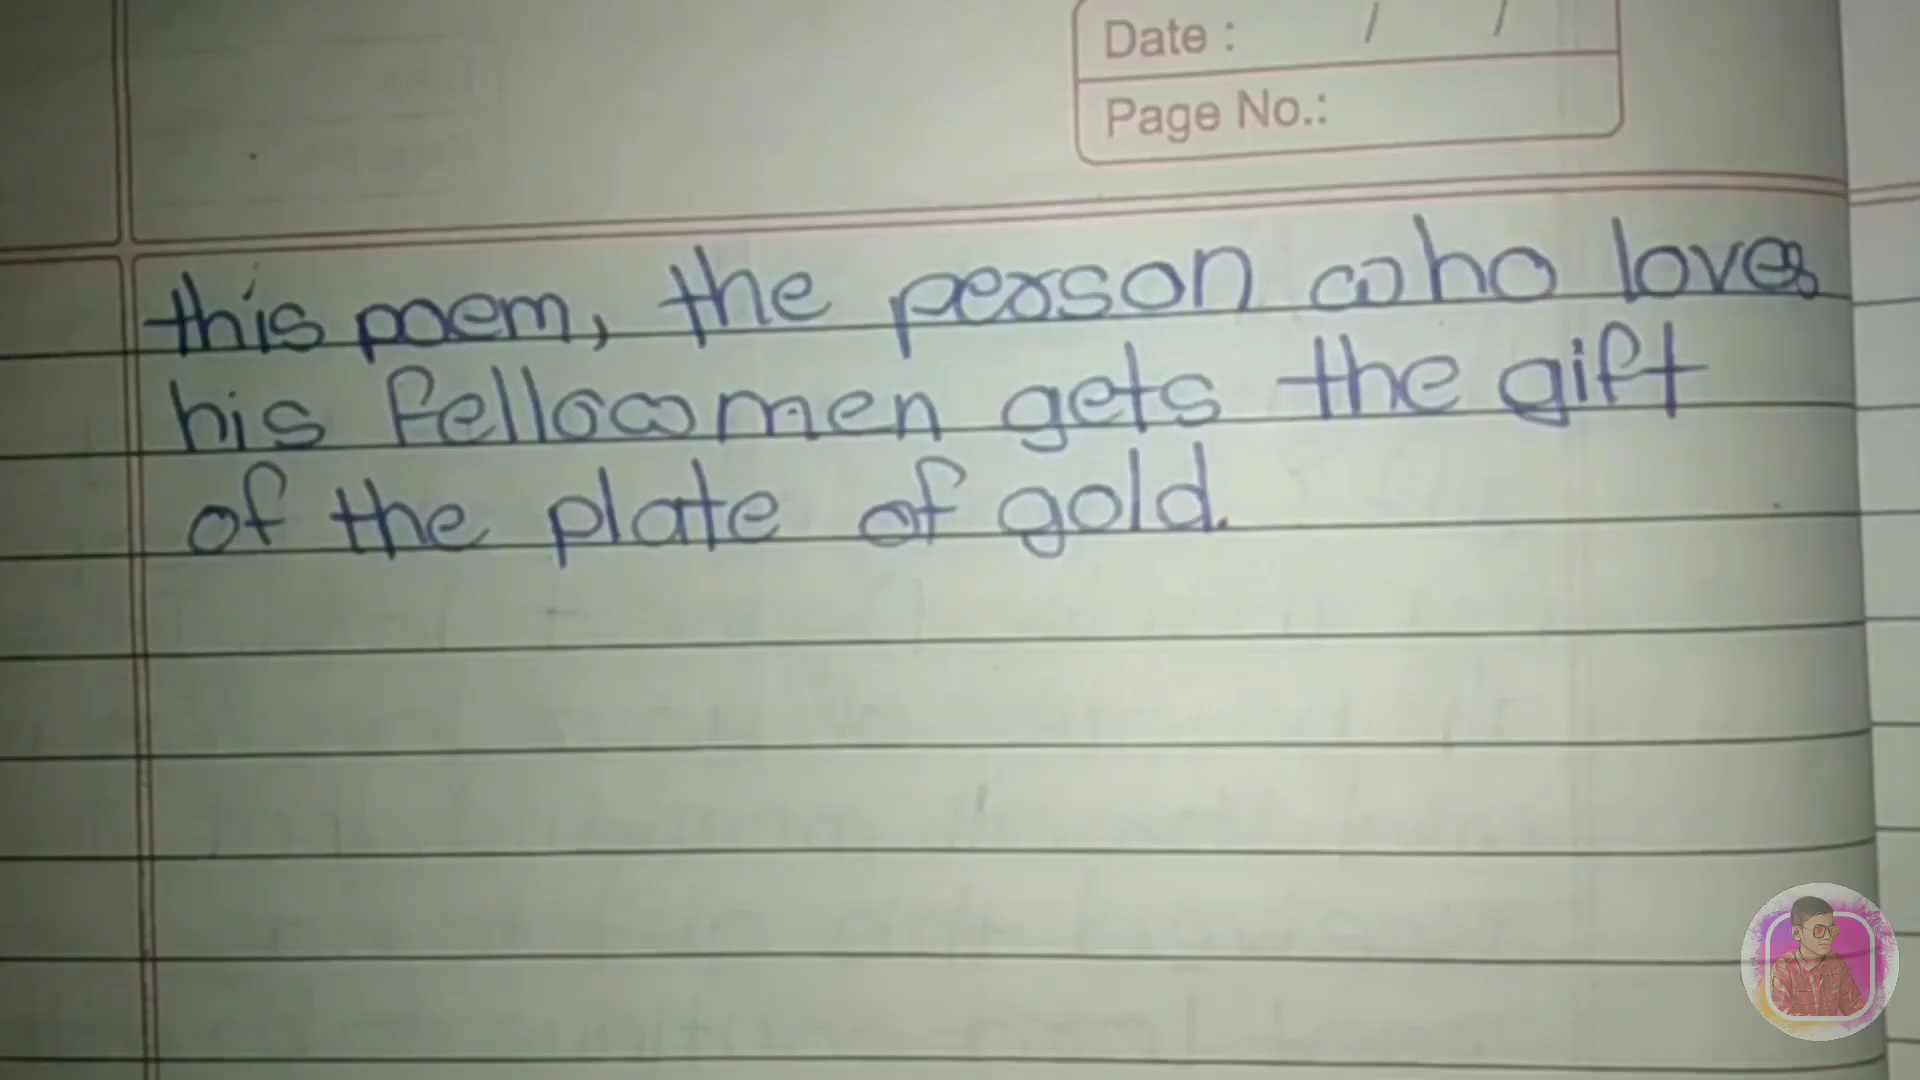 Date : / /
Page No.:
this poem, the person who loves
his fellowmen gets the gift
of the plate of gold.